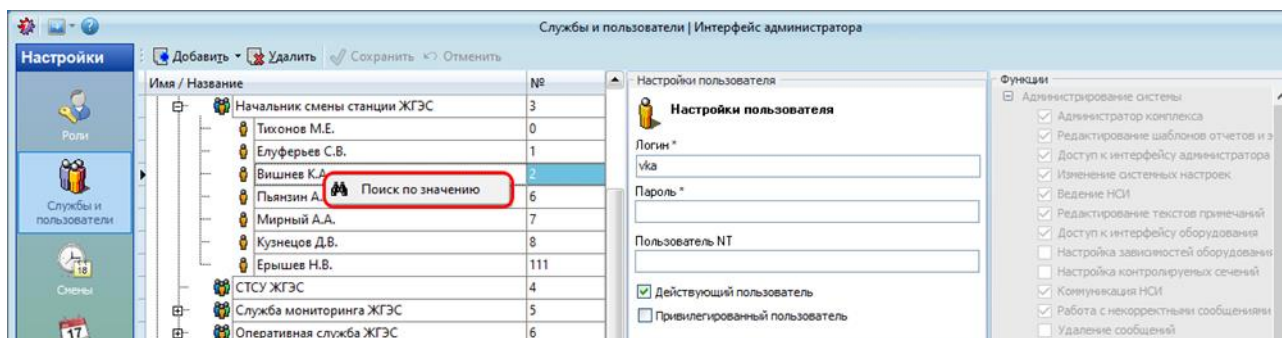 Службы и пользователи | Интерфейс администратора
Настройки
Добавить
Удалить
Сохранить
Отменить
Роли
Службы и
пользователи
Смены
17
18
Имя / Название
№
Начальник смены станции ЖГЭС 3
Тихонов М.Е. 0
Елуферьев С.В. 1
Вишнев К.А. 2
Поиск по значению
Пьянзин А. 6
Мирный А.А. 7
Кузнецов Д.В. 8
Ерышев Н.В. 111
СТСУ ЖГЭС 4
Служба мониторинга ЖГЭС 5
Оперативная служба ЖГЭС 6
Настройки пользователя
Настройки пользователя
Логин *
vka
Пароль *
Пользователь NT
Действующий пользователь
Привилегированный пользователь
Функции
Администрирование системы
Администратор комплекса
Редактирование шаблонов отчетов и э
Доступ к интерфейсу администратора
Изменение системных настроек
Ведение НСИ
Редактирование текстов примечаний
Доступ к интерфейсу оборудования
Настройка зависимостей оборудования
Настройка контролируемых сечений
Коммуникация НСИ
Работа с некорректными сообщениями
Удаление сообщений